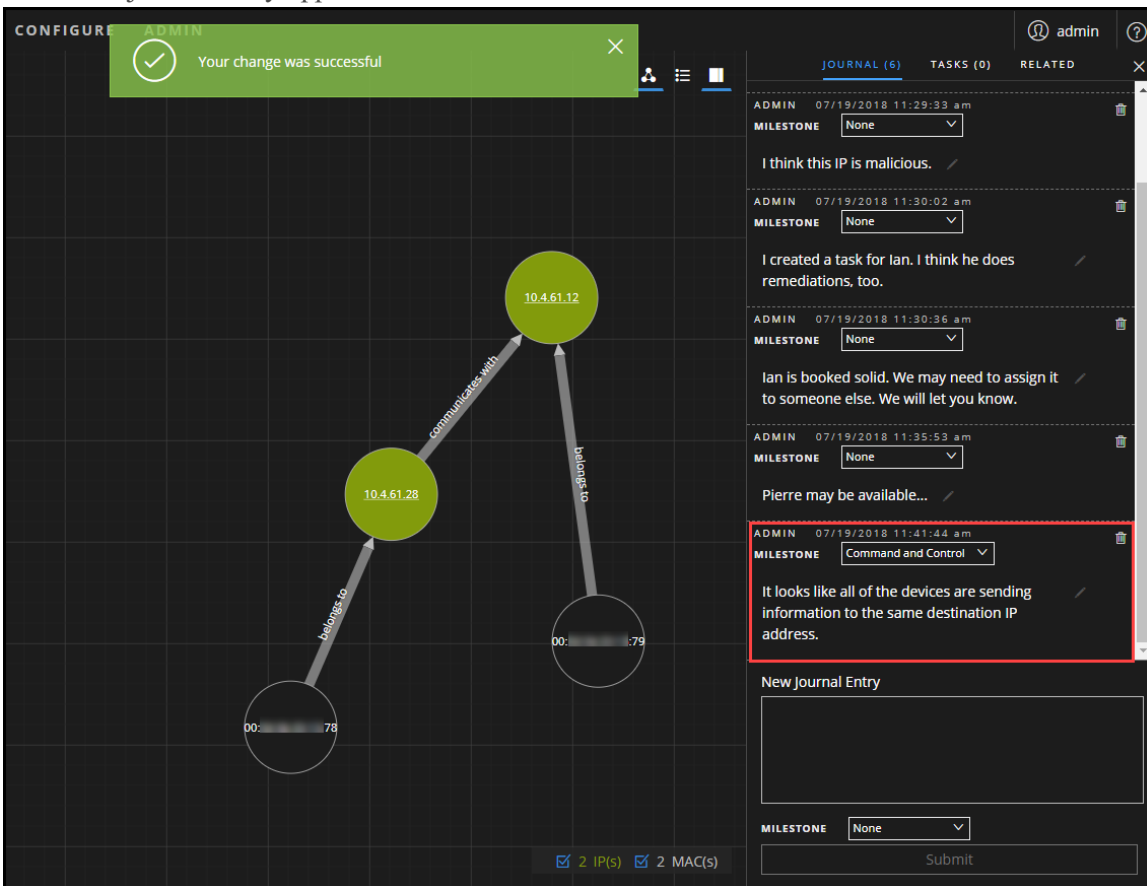 CONFIGURE ADMIN
Your change was successful
admin
?
JOURNAL (6) TASKS (0) RELATED
ADMIN 07/19/2018 11:29:33 am
MILESTONE None
I think this IP is malicious.
ADMIN 07/19/2018 11:30:02 am
MILESTONE None
I created a task for Ian. I think he does
remediations, too.
ADMIN 07/19/2018 11:30:36 am
MILESTONE None
Ian is booked solid. We may need to assign it
to someone else. We will let you know.
ADMIN 07/19/2018 11:35:53 am
MILESTONE None
Pierre may be available...
ADMIN 07/19/2018 11:41:44 am
MILESTONE Command and Control
It looks like all of the devices are sending
information to the same destination IP
address.
New Journal Entry
MILESTONE None
Submit
10.4.61.12
communicates with
belongs to
10.4.61.28
belongs to
00: :79
00: 78
2 IP(s) 2 MAC(s)